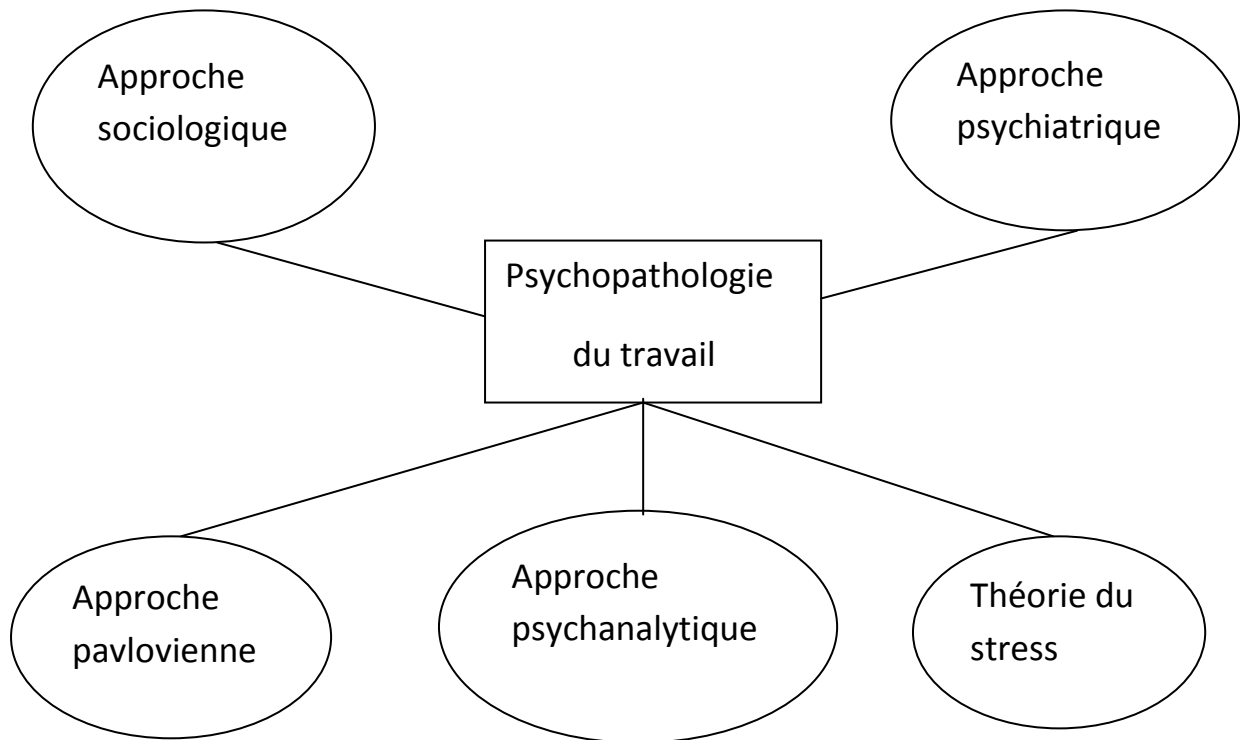 Approche
sociologique
Approche
psychiatrique
Psychopathologie
du travail
Approche
pavlovienne
Approche
psychanalytique
Théorie du
stress